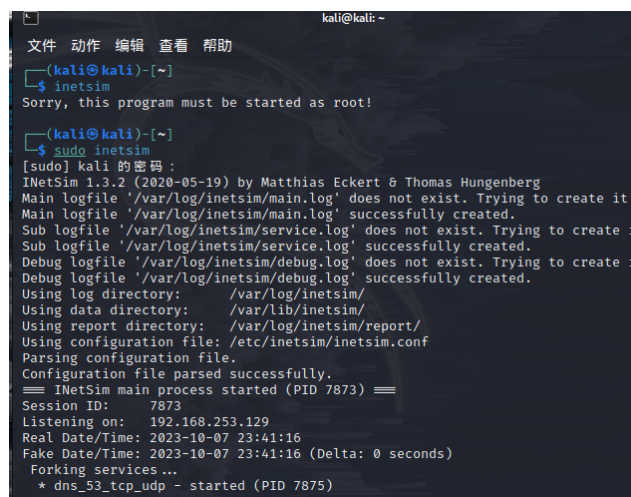 kali@kali: ~
文件 动作 编辑 查看 帮助
┌──(kali㉿kali)-[~]
└─$ inetsim
Sorry, this program must be started as root!
┌──(kali㉿kali)-[~]
└─$ sudo inetsim
[sudo] kali 的密码：
INetSim 1.3.2 (2020-05-19) by Matthias Eckert & Thomas Hungenberg
Main logfile '/var/log/inetsim/main.log' does not exist. Trying to create it
Main logfile '/var/log/inetsim/main.log' successfully created.
Sub logfile '/var/log/inetsim/service.log' does not exist. Trying to create
Sub logfile '/var/log/inetsim/service.log' successfully created.
Debug logfile '/var/log/inetsim/debug.log' does not exist. Trying to create
Debug logfile '/var/log/inetsim/debug.log' successfully created.
Using log directory: /var/log/inetsim/
Using data directory: /var/lib/inetsim/
Using report directory: /var/log/inetsim/report/
Using configuration file: /etc/inetsim/inetsim.conf
Parsing configuration file.
Configuration file parsed successfully.
=== INetSim main process started (PID 7873) ===
Session ID: 7873
Listening on: 192.168.253.129
Real Date/Time: 2023-10-07 23:41:16
Fake Date/Time: 2023-10-07 23:41:16 (Delta: 0 seconds)
Forking services...
* dns_53_tcp_udp - started (PID 7875)